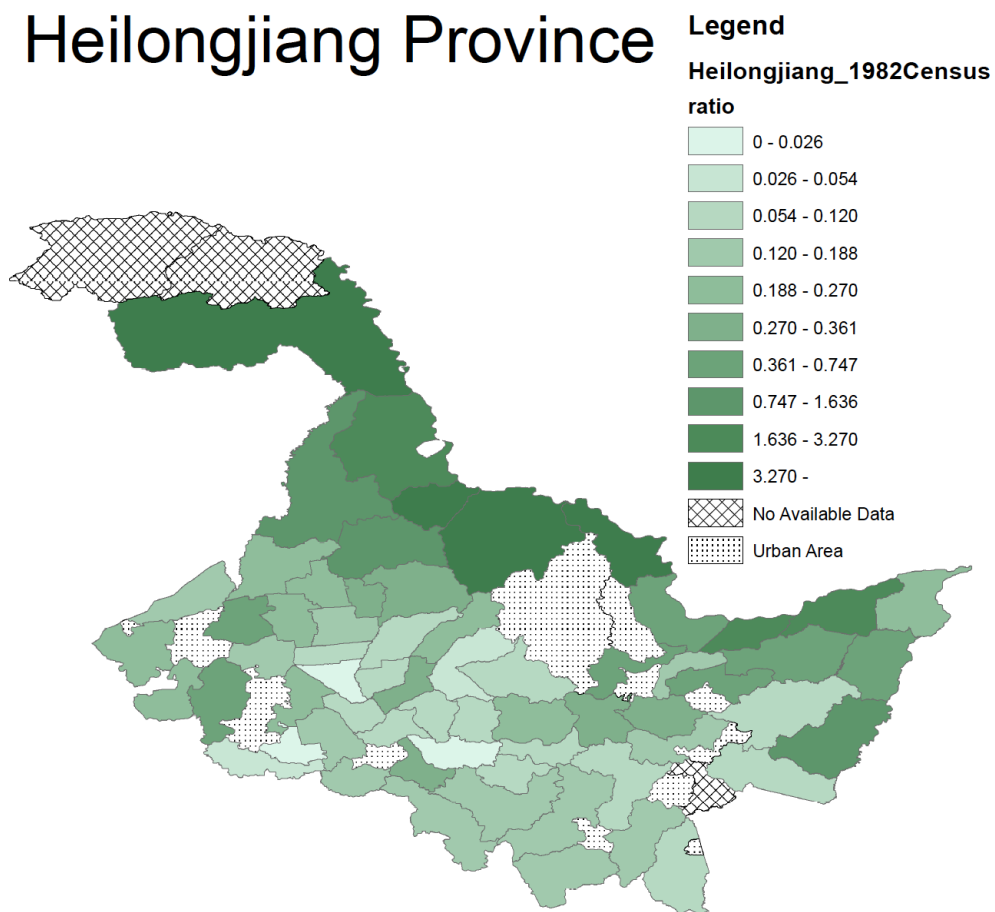 Heilongjiang Province
Legend
Heilongjiang_1982Census
ratio
0 - 0.026
0.026 - 0.054
0.054 - 0.120
0.120 - 0.188
0.188 - 0.270
0.270 - 0.361
0.361 - 0.747
0.747 - 1.636
1.636 - 3.270
3.270 -
No Available Data
Urban Area